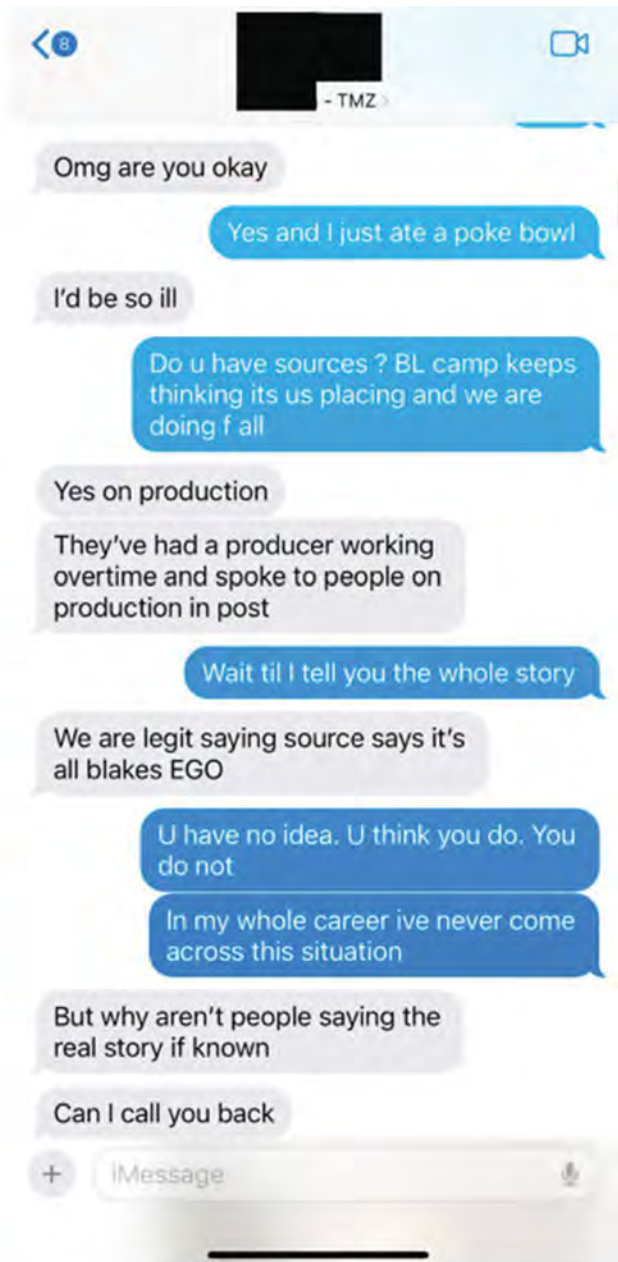 8
- TMZ >
Omg are you okay
Yes and I just ate a poke bowl
I'd be so ill
Do u have sources ? BL camp keeps
thinking its us placing and we are
doing f all
Yes on production
They've had a producer working
overtime and spoke to people on
production in post
Wait til I tell you the whole story
We are legit saying source says it's
all blakes EGO
U have no idea. U think you do. You
do not
In my whole career ive never come
across this situation
But why aren't people saying the
real story if known
Can I call you back
iMessage